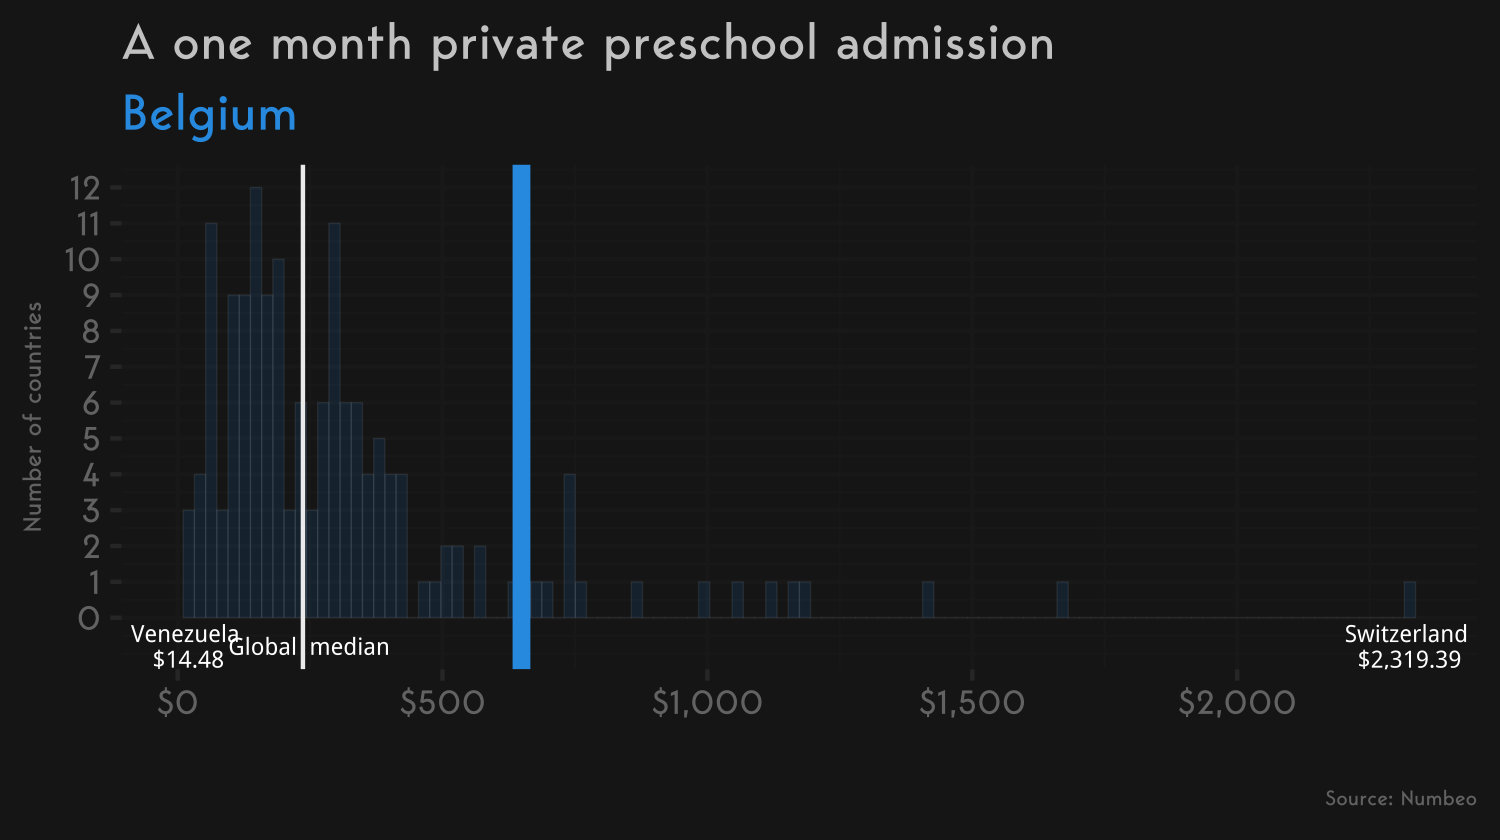 A one month private preschool admission
Belgium
Number of countries
12
11
10
9
8
7
6
5
4
3
2
1
0
Venezuela
$14.48
Global median
Switzerland
$2,319.39
$0 $500 $1,000 $1,500 $2,000
Source: Numbeo